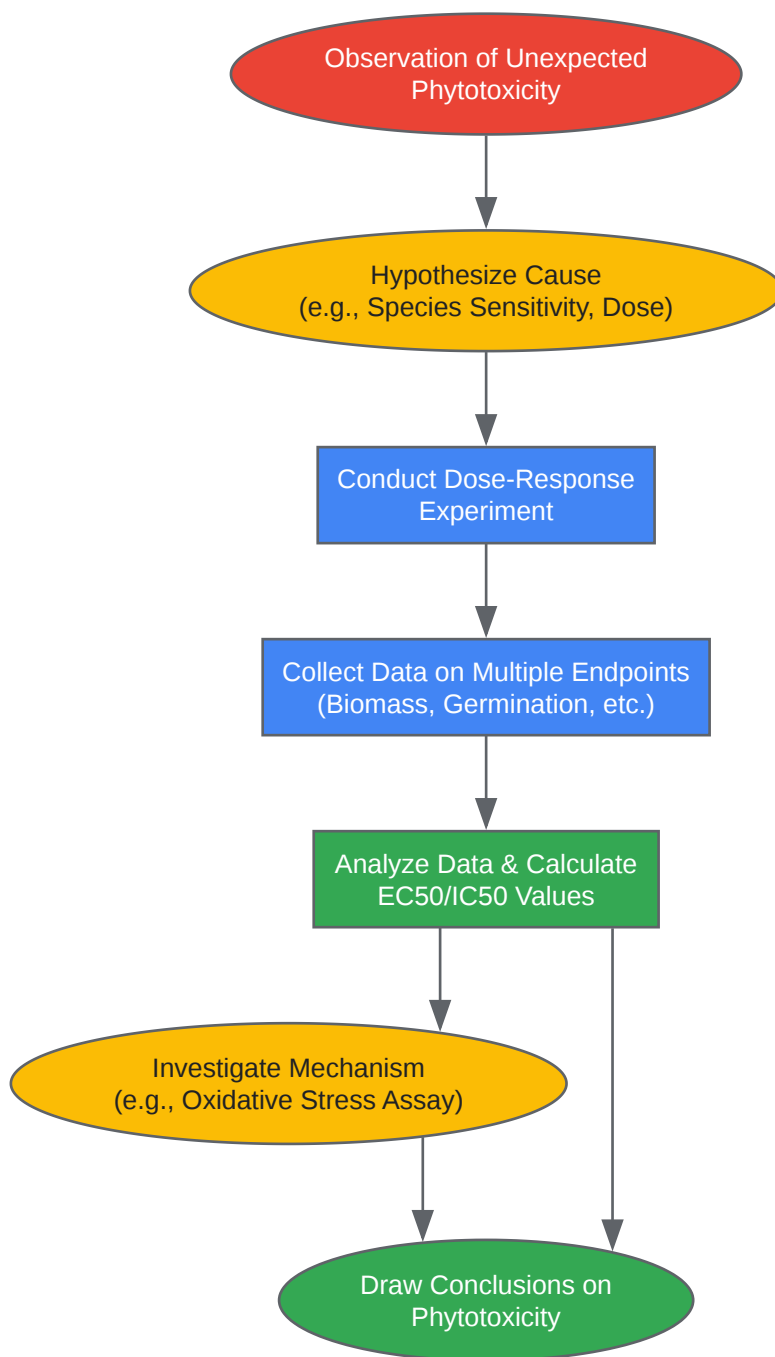 Observation of Unexpected
Phytotoxicity
Hypothesize Cause
(e.g., Species Sensitivity, Dose)
Conduct Dose-Response
Experiment
Collect Data on Multiple Endpoints
(Biomass, Germination, etc.)
Analyze Data & Calculate
EC50/IC50 Values
Investigate Mechanism
(e.g., Oxidative Stress Assay)
Draw Conclusions on
Phytotoxicity